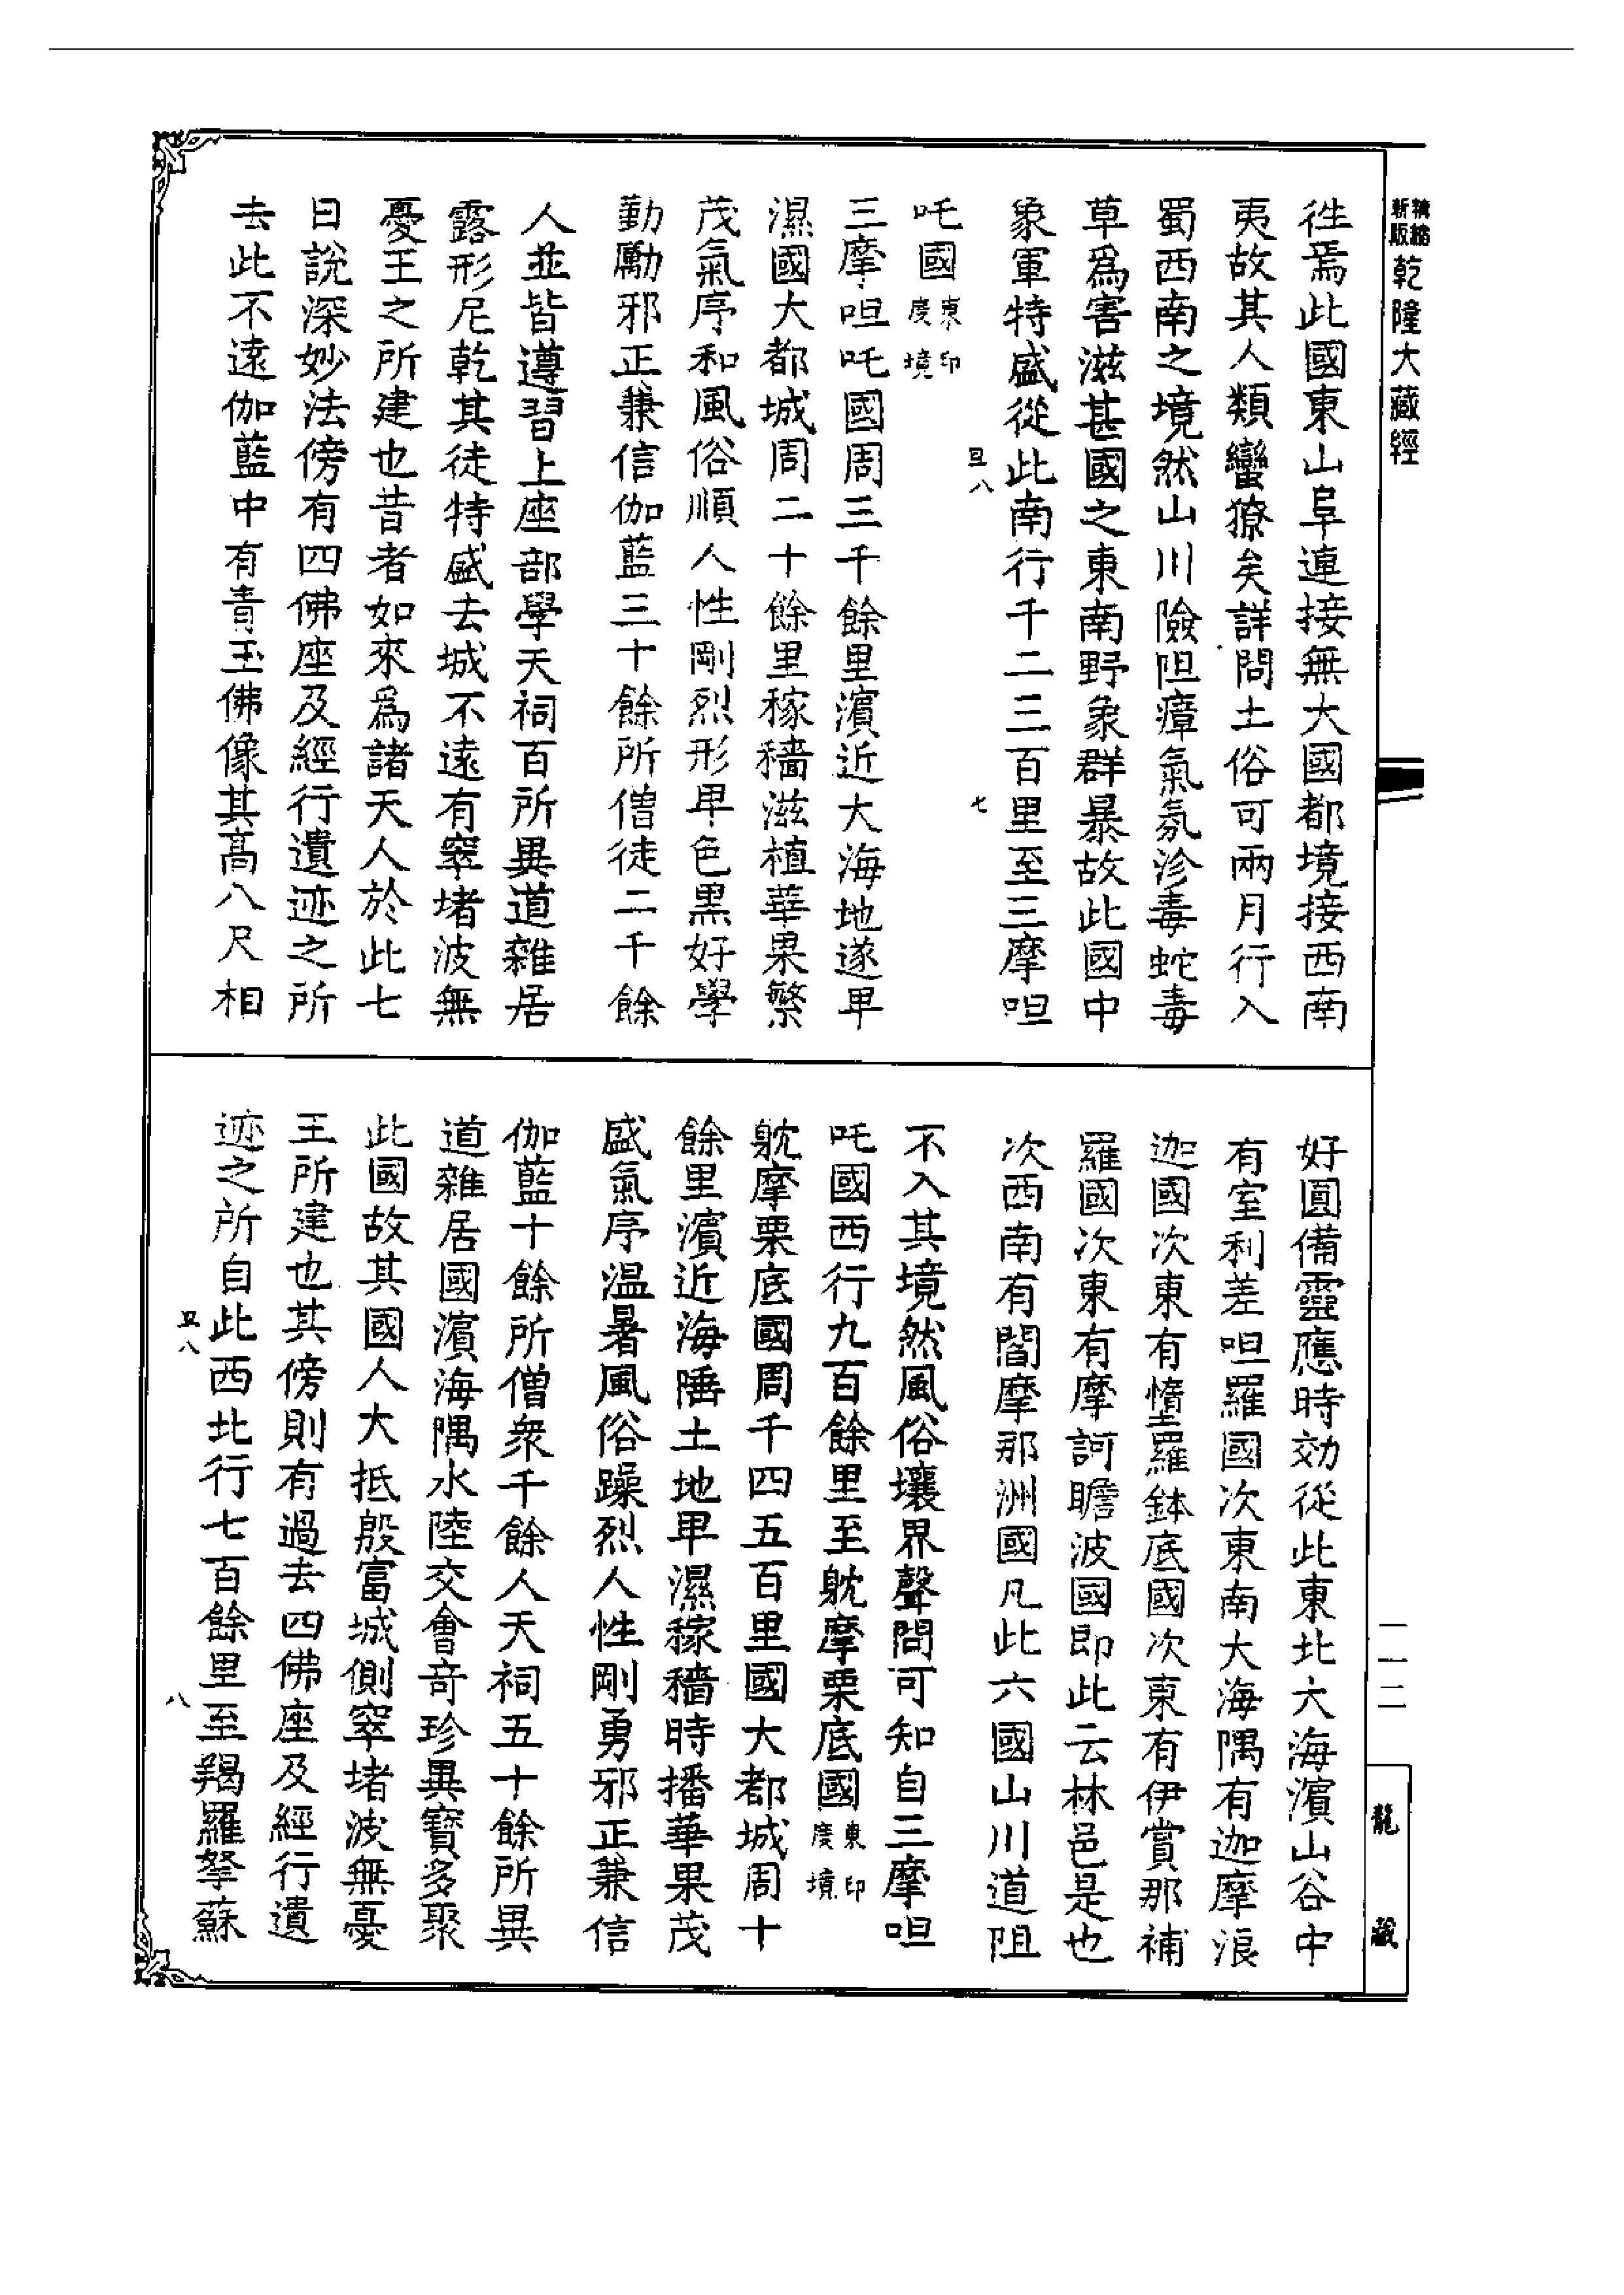 新版精縮乾隆大藏經
徃焉此國東山阜連接無大國都境接西南
夷故其人類蠻獠矣詳問土俗可兩月行入
蜀西南之境然山川險阻瘴氣氛沴毒蛇毒
草爲害滋甚國之東南野象群暴故此國中
象軍特盛從此南行千二三百里至三摩呾
旦八 七
吒國東印度境
三摩呾吒國周三千餘里濵近大海地遂卑
濕國大都城周二十餘里稼穡滋植華果繁
茂氣序和風俗順人性剛烈形卑色黒好學
勤勵邪正兼信伽藍三十餘所僧徒二千餘
人並皆遵習上座部學天祠百所異道雜居
露形尼乾其徒特盛去城不遠有窣堵波無
憂王之所建也昔者如來爲諸天人於此七
日說深妙法傍有四佛座及經行遺迹之所
去此不遠伽藍中有青玉佛像其高八尺相
好圓備靈應時効從此東北大海濵山谷中
有室利差呾羅國次東南大海隅有迦摩浪
迦國次東有憜羅鉢底國次東有伊賞那補
羅國次東有摩訶瞻波國即此云林邑是也
次西南有閻摩那洲國凡此六國山川道阻
不入其境然風俗壤界聲問可知自三摩呾
吒國西行九百餘里至躭摩栗底國東印度境
躭摩栗底國周千四五百里國大都城周十
餘里濵近海陲土地卑濕稼穡時播華果茂
盛氣序温暑風俗躁烈人性剛勇邪正兼信
伽藍十餘所僧衆千餘人天祠五十餘所異
道雜居國濵海隅水陸交會竒珍異寳多聚
此國故其國人大抵殷富城側窣堵波無憂
王所建也其傍則有過去四佛座及經行遺
迹之所自此西北行七百餘里至羯羅拏蘇
旦八 八
一一二
龍藏